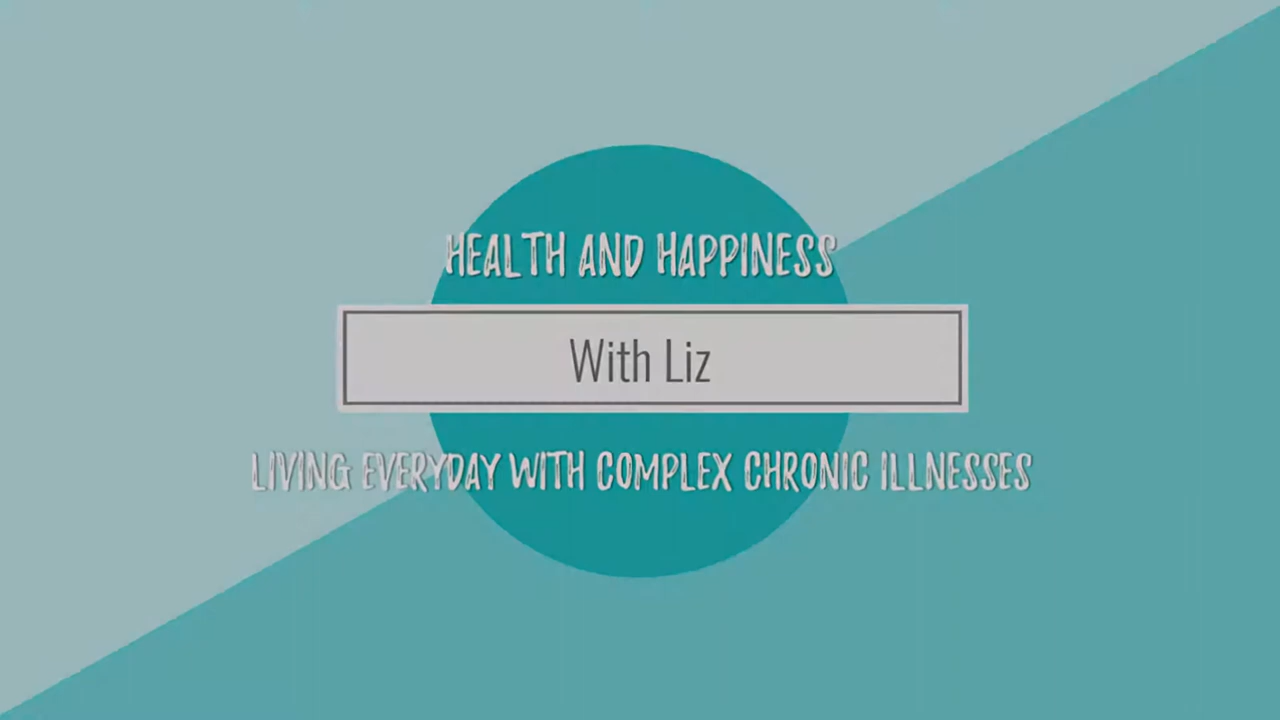 HEALTH AND HAPPINESS
With Liz
LIVING EVERYDAY WITH COMPLEX CHRONIC ILLNESSES